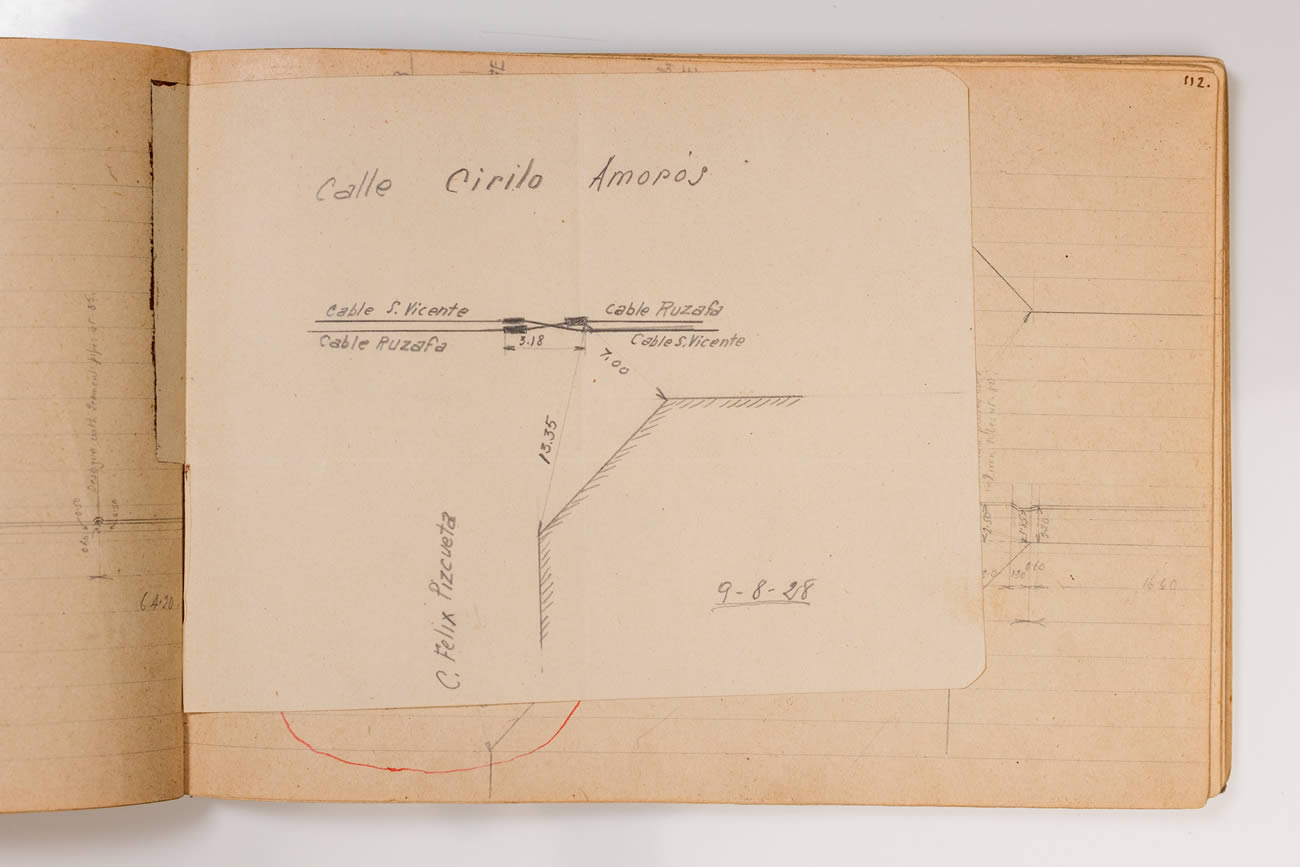 112.
Calle Cirilo Amorós
Cable S. Vicente
Cable Ruzafa
Cable Ruzafa
Cable S. Vicente
3.18
7.00
13.35
C. Felix Pizcueta
9-8-28
64.20
16.40